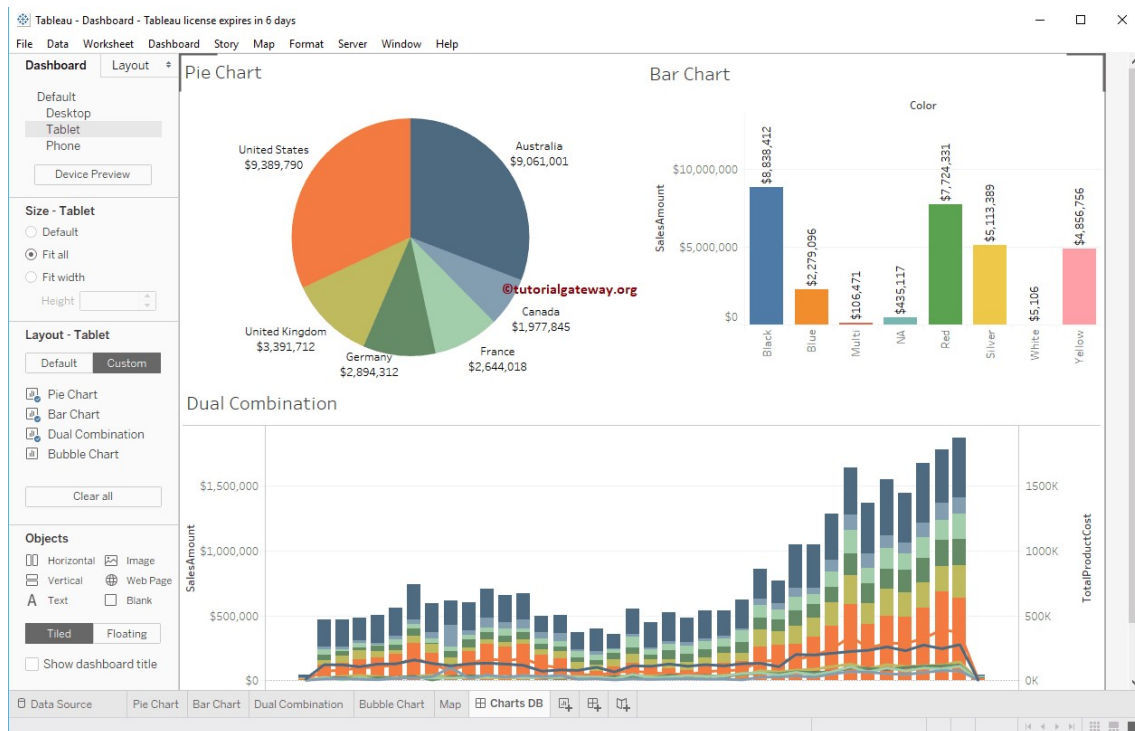 Tableau - Dashboard - Tableau license expires in 6 days
File Data Worksheet Dashboard Story Map Format Server Window Help
Dashboard Layout
Default
Desktop
Tablet
Phone
Device Preview
Size - Tablet
Default
Fit all
Fit width
Height
Layout - Tablet
Default Custom
Pie Chart
Bar Chart
Dual Combination
Bubble Chart
Clear all
Objects
Horizontal Image
Vertical Web Page
A Text Blank
Tiled Floating
Show dashboard title
Pie Chart
United States
$9,389,790
Australia
$9,061,001
©tutorialgateway.org
Canada
$1,977,845
United Kingdom
$3,391,712
Germany
$2,894,312
France
$2,644,018
Bar Chart
Color
SalesAmount
$10,000,000
$5,000,000
$0
$8,838,412
$2,279,096
$106,471
$435,117
$7,724,331
$5,113,389
$5,106
$4,856,756
Black
Blue
Multi
NA
Red
Silver
White
Yellow
Dual Combination
SalesAmount
$1,500,000
$1,000,000
$500,000
$0
1500K
1000K
500K
0K
TotalProductCost
Data Source Pie Chart Bar Chart Dual Combination Bubble Chart Map Charts DB